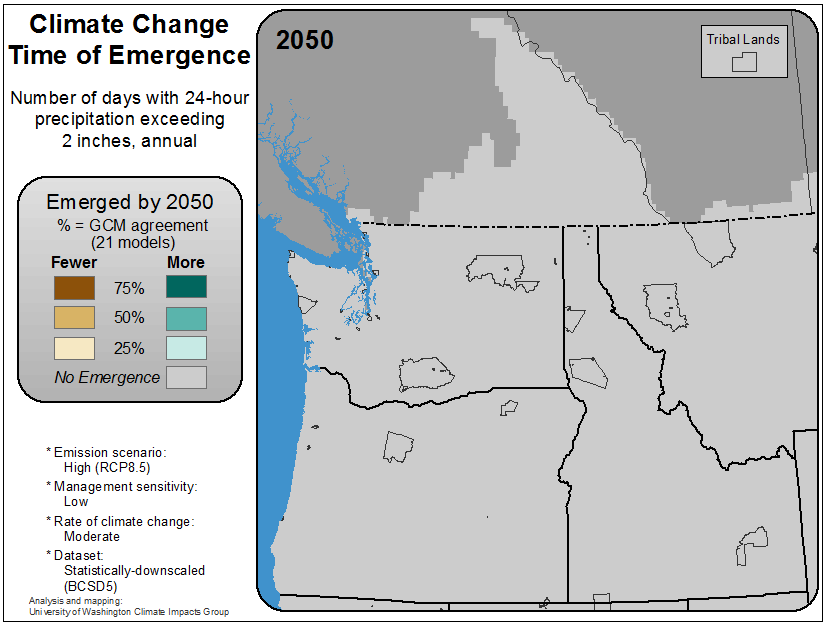 Climate Change
Time of Emergence
Number of days with 24-hour
precipitation exceeding
2 inches, annual
Emerged by 2050
% = GCM agreement
(21 models)
Fewer More
75%
50%
25%
No Emergence
* Emission scenario:
High (RCP8.5)
* Management sensitivity:
Low
* Rate of climate change:
Moderate
* Dataset:
Statistically-downscaled
(BCSD5)
Analysis and mapping:
University of Washington Climate Impacts Group
2050
Tribal Lands